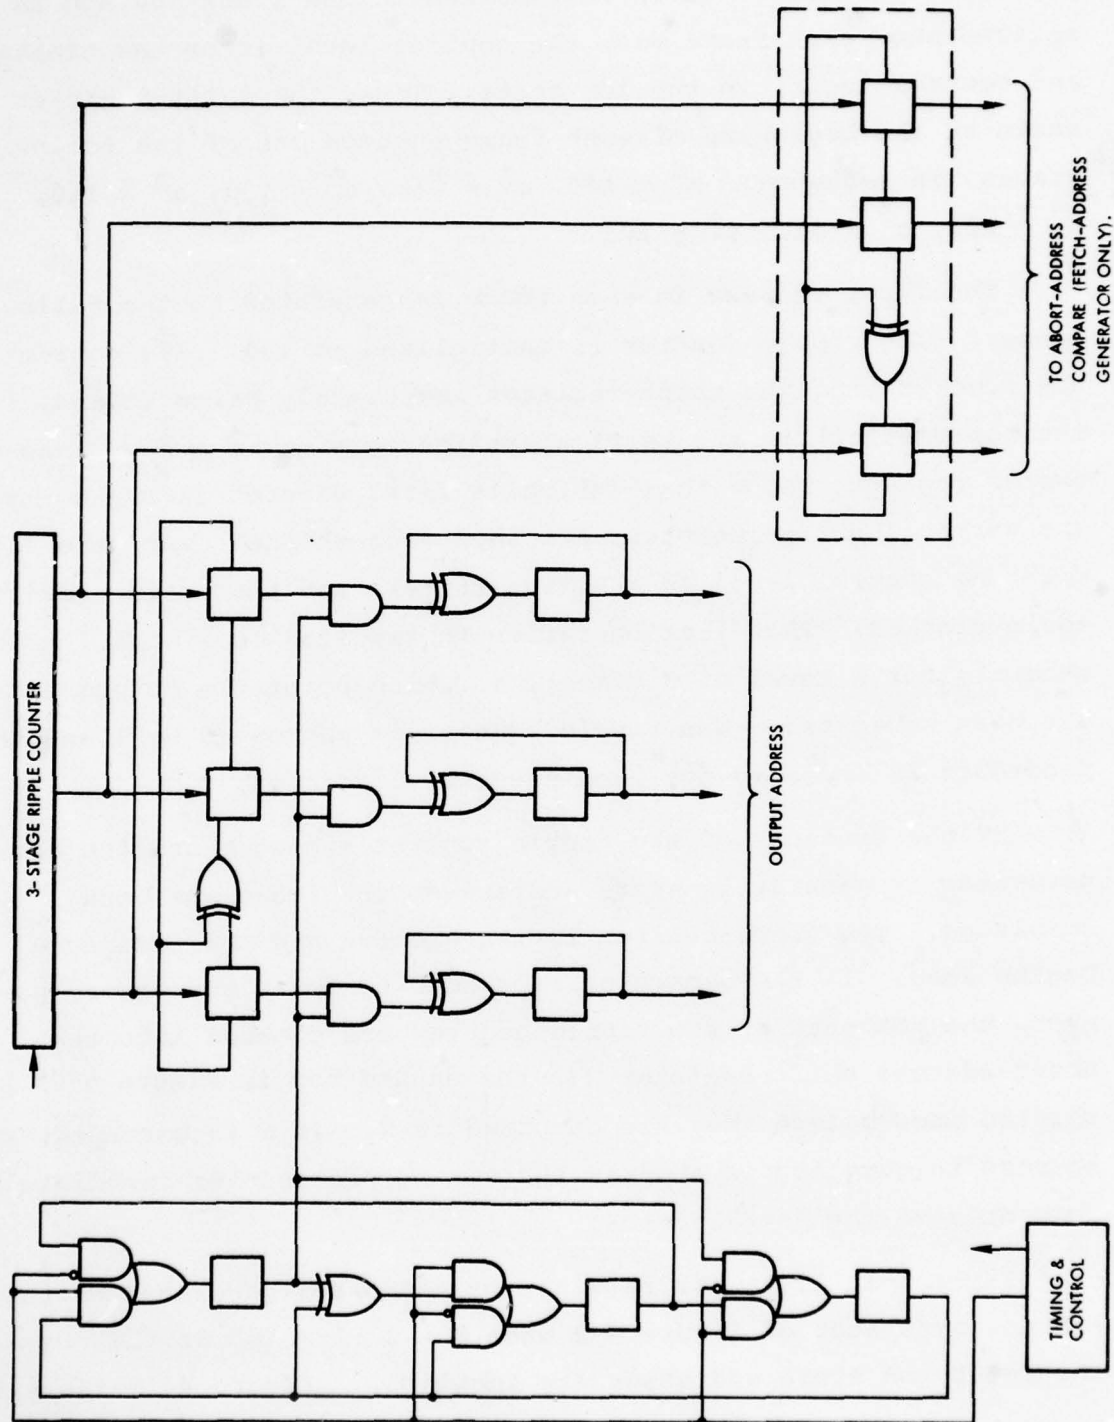 3- STAGE RIPPLE COUNTER
OUTPUT ADDRESS
TO ABORT-ADDRESS
COMPARE (FETCH-ADDRESS
GENERATOR ONLY).
TIMING &
CONTROL